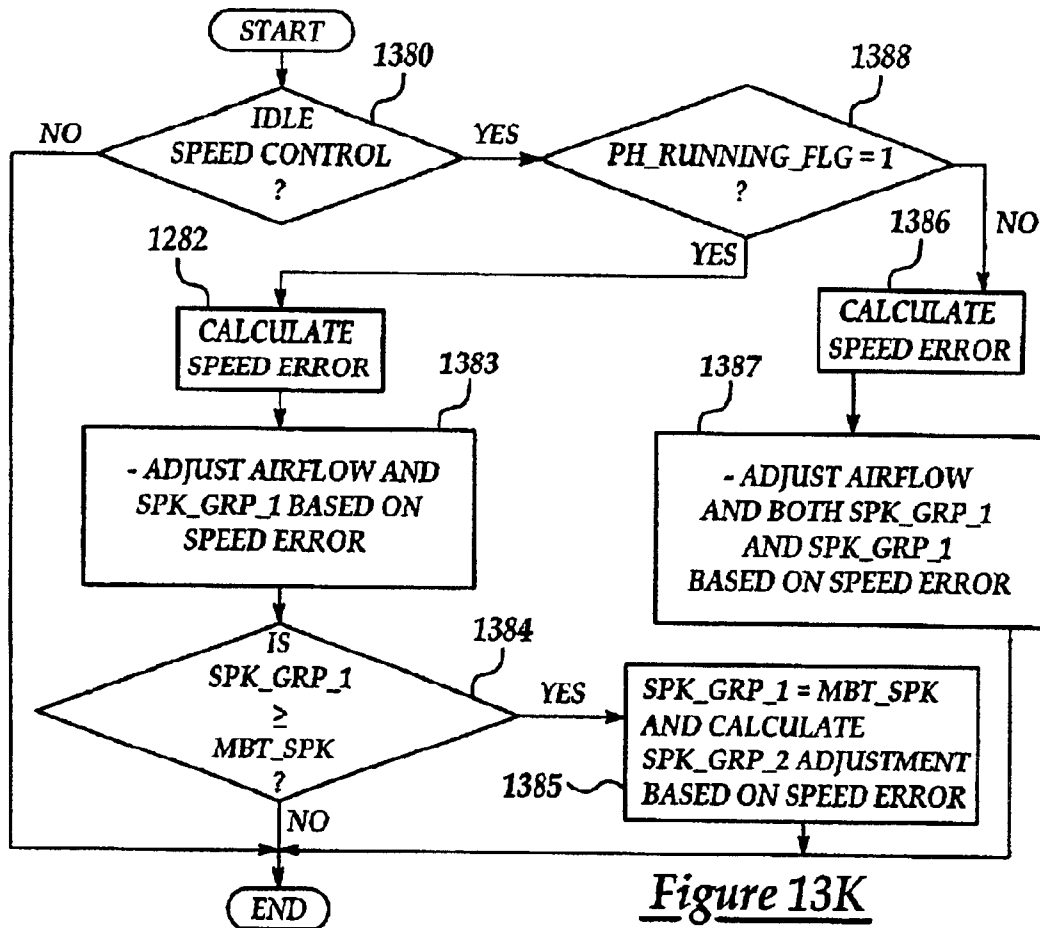 START
1380
1388
IDLE
SPEED CONTROL
?
NO
YES
PH_RUNNING_FLG = 1
?
1282
YES
1386
NO
CALCULATE
SPEED ERROR
CALCULATE
SPEED ERROR
1383
1387
- ADJUST AIRFLOW AND
SPK_GRP_1 BASED ON
SPEED ERROR
- ADJUST AIRFLOW
AND BOTH SPK_GRP_1
AND SPK_GRP_1
BASED ON SPEED ERROR
1384
IS
SPK_GRP_1
≥
MBT_SPK
?
YES
SPK_GRP_1 = MBT_SPK
AND CALCULATE
SPK_GRP_2 ADJUSTMENT
BASED ON SPEED ERROR
1385
NO
END
Figure 13K